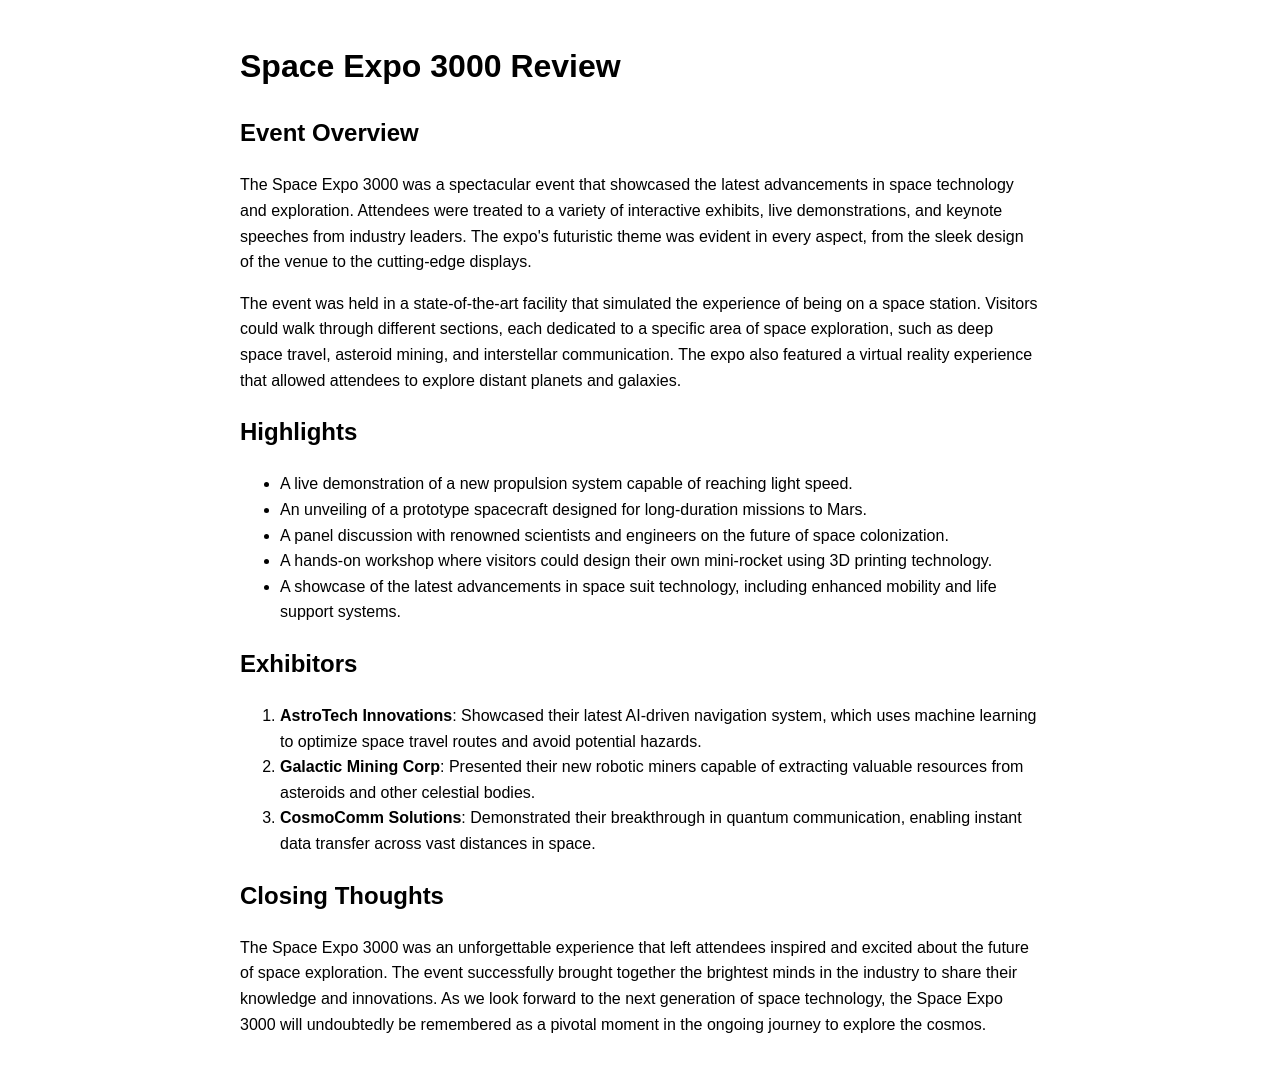 Space Expo 3000 Review
Event Overview
The Space Expo 3000 was a spectacular event that showcased the latest advancements in space technology
and exploration. Attendees were treated to a variety of interactive exhibits, live demonstrations, and keynote
speeches from industry leaders. The expo's futuristic theme was evident in every aspect, from the sleek design
of the venue to the cutting-edge displays.
The event was held in a state-of-the-art facility that simulated the experience of being on a space station. Visitors
could walk through different sections, each dedicated to a specific area of space exploration, such as deep
space travel, asteroid mining, and interstellar communication. The expo also featured a virtual reality experience
that allowed attendees to explore distant planets and galaxies.
Highlights
• A live demonstration of a new propulsion system capable of reaching light speed.
• An unveiling of a prototype spacecraft designed for long-duration missions to Mars.
• A panel discussion with renowned scientists and engineers on the future of space colonization.
• A hands-on workshop where visitors could design their own mini-rocket using 3D printing technology.
• A showcase of the latest advancements in space suit technology, including enhanced mobility and life
support systems.
Exhibitors
1. AstroTech Innovations: Showcased their latest AI-driven navigation system, which uses machine learning
to optimize space travel routes and avoid potential hazards.
2. Galactic Mining Corp: Presented their new robotic miners capable of extracting valuable resources from
asteroids and other celestial bodies.
3. CosmoComm Solutions: Demonstrated their breakthrough in quantum communication, enabling instant
data transfer across vast distances in space.
Closing Thoughts
The Space Expo 3000 was an unforgettable experience that left attendees inspired and excited about the future
of space exploration. The event successfully brought together the brightest minds in the industry to share their
knowledge and innovations. As we look forward to the next generation of space technology, the Space Expo
3000 will undoubtedly be remembered as a pivotal moment in the ongoing journey to explore the cosmos.